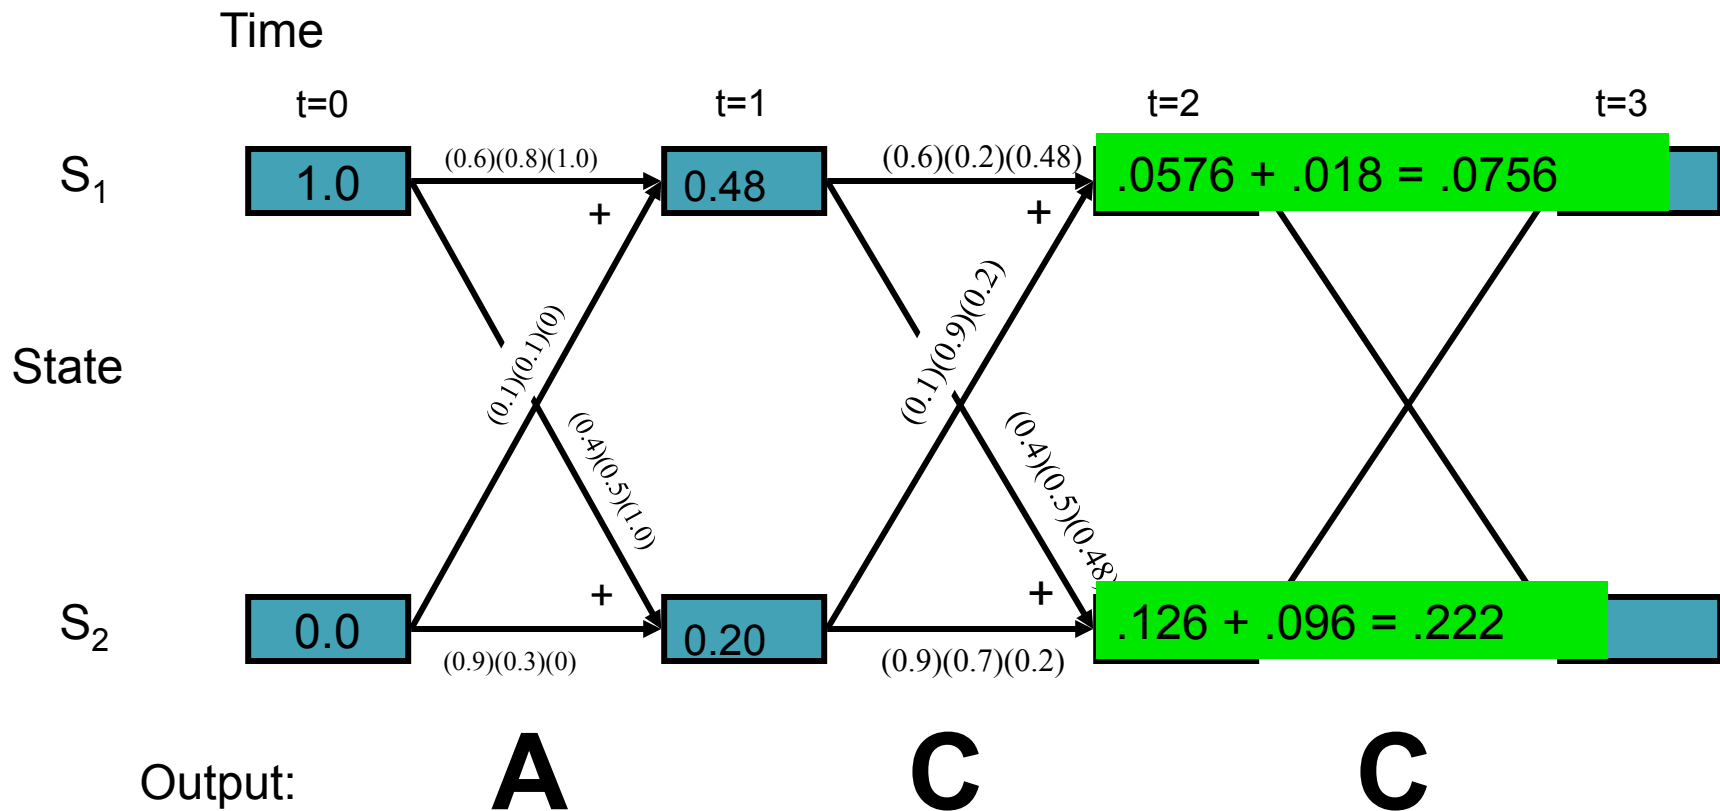 Time
t=0 t=1 t=2 t=3
S1 1.0 (0.6)(0.8)(1.0) 0.48 (0.6)(0.2)(0.48) .0576 + .018 = .0756
+ +
(0.1)(0.1)(0) (0.1)(0.9)(0.2)
State
(0.4)(0.5)(1.0) (0.4)(0.5)(0.48)
+ +
S2 0.0 0.20 .126 + .096 = .222
(0.9)(0.3)(0) (0.9)(0.7)(0.2)
Output: A C C